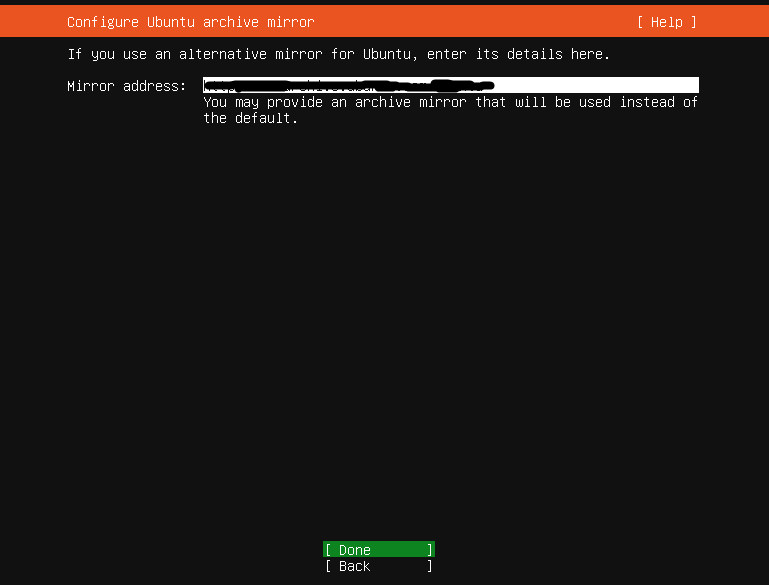 Configure Ubuntu archive mirror [ Help ]
If you use an alternative mirror for Ubuntu, enter its details here.
Mirror address:
You may provide an archive mirror that will be used instead of
the default.
[ Done ]
[ Back ]